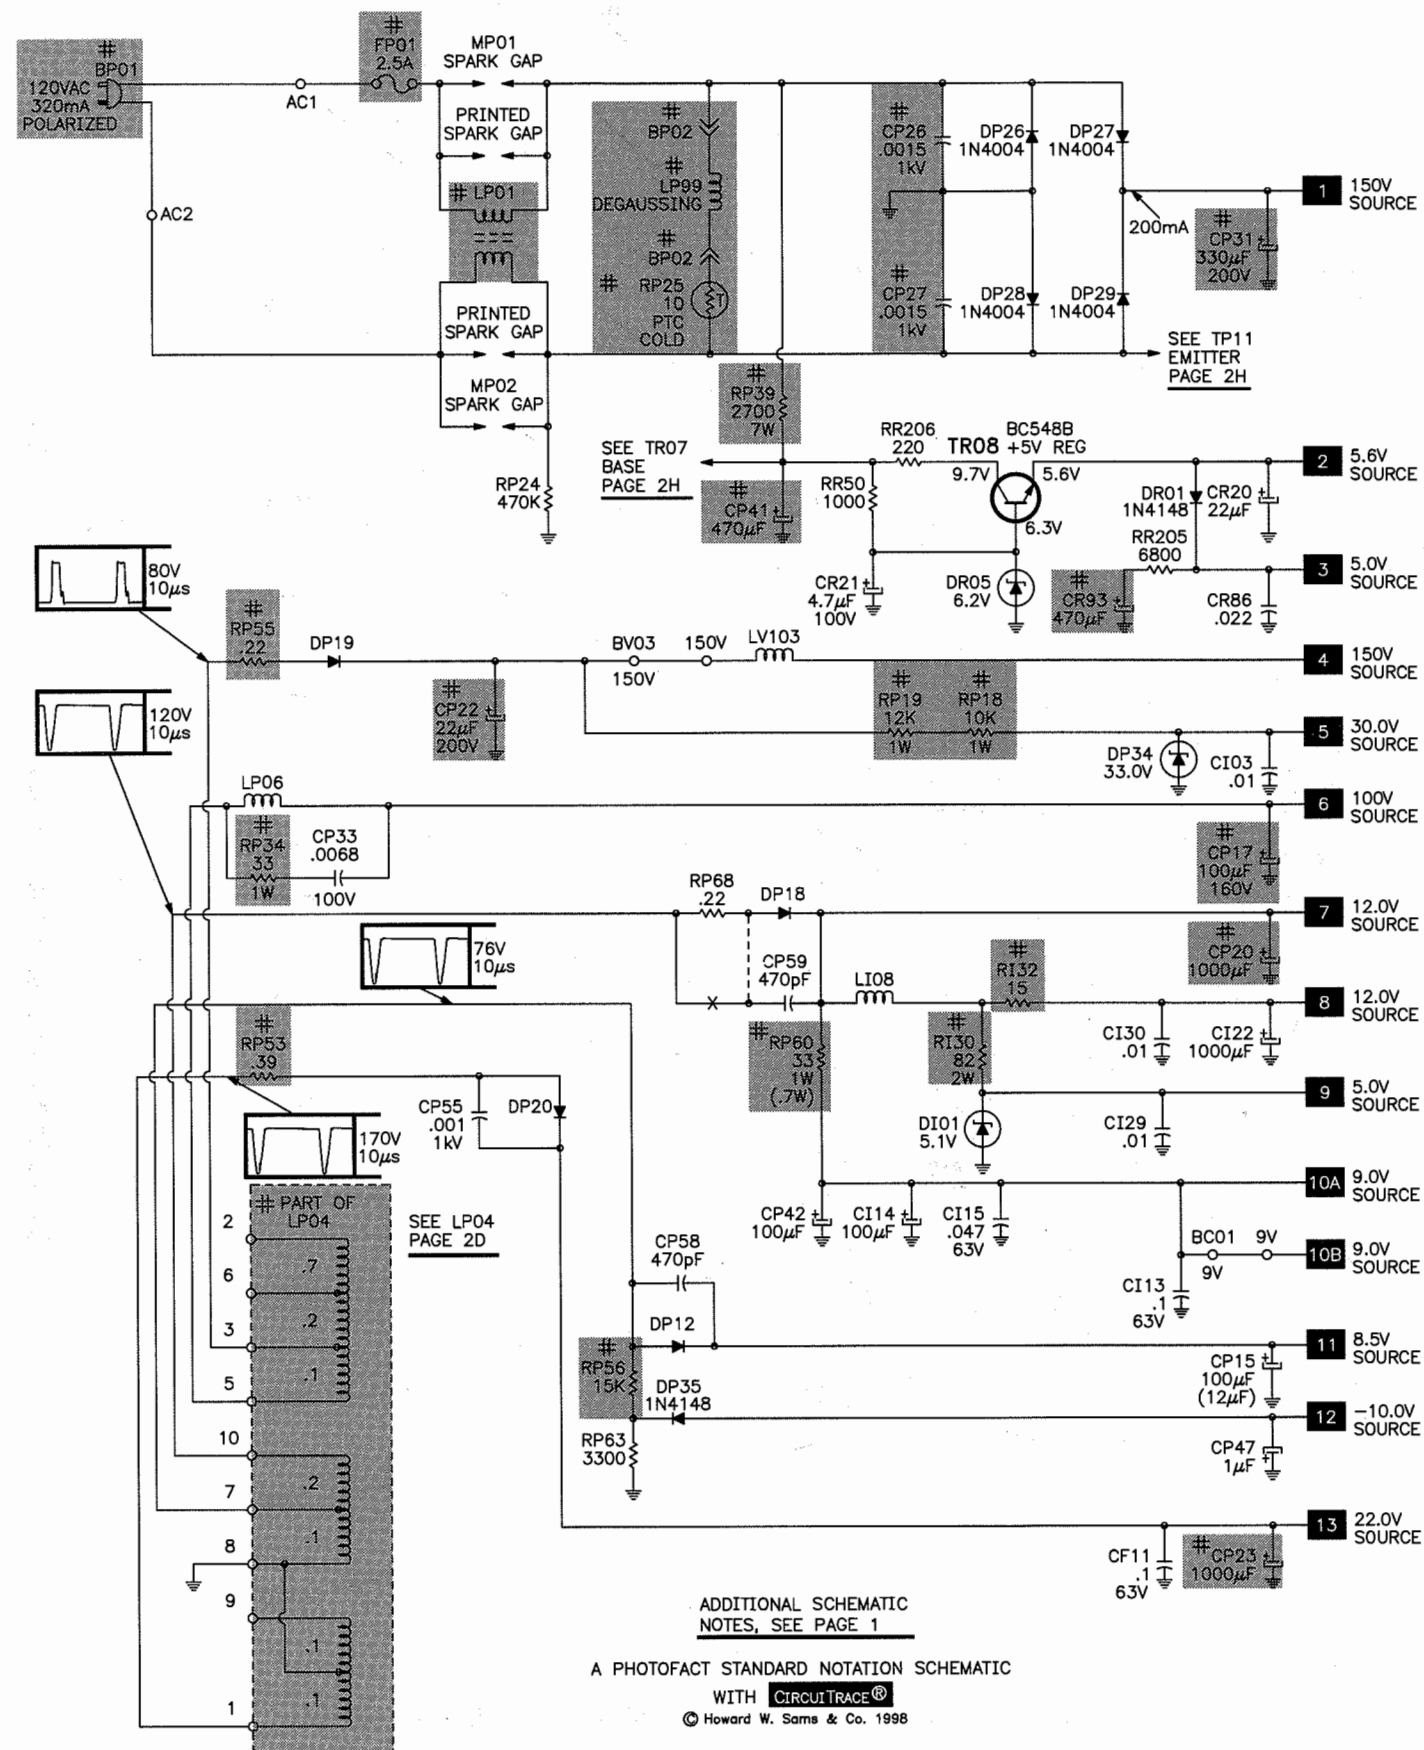 #
BP01
120VAC
320mA
POLARIZED
AC1
AC2
#
FP01
2.5A
MP01
SPARK GAP
PRINTED
SPARK GAP
# LP01
PRINTED
SPARK GAP
MP02
SPARK GAP
RP24
470K
#
BP02
#
LP99
DEGAUSSING
#
BP02
# RP25
10
PTC
COLD
T
#
CP26
.0015
1kV
#
CP27
.0015
1kV
DP26
1N4004
DP27
1N4004
DP28
1N4004
DP29
1N4004
200mA
#
CP31
330µF
200V
1 150V
SOURCE
SEE TP11
EMITTER
PAGE 2H
#
RP39
2700
7W
SEE TR07
BASE
PAGE 2H
#
CP41
470µF
RR206
220
RR50
1000
TR08
BC548B
+5V REG
9.7V
5.6V
6.3V
CR21
4.7µF
100V
DR05
6.2V
DR01
1N4148
CR20
22µF
2 5.6V
SOURCE
RR205
6800
#
CR93
470µF
CR86
.022
3 5.0V
SOURCE
80V
10µs
#
RP55
.22
DP19
#
CP22
22µF
200V
BV03
150V
150V
LV103
4 150V
SOURCE
120V
10µs
#
RP19
12K
1W
#
RP18
10K
1W
DP34
33.0V
CI03
.01
5 30.0V
SOURCE
LP06
#
RP34
33
1W
CP33
.0068
100V
6 100V
SOURCE
#
CP17
100µF
160V
RP68
.22
DP18
7 12.0V
SOURCE
#
CP20
1000µF
76V
10µs
CP59
470pF
LI08
#
RI32
15
8 12.0V
SOURCE
#
RP53
.39
#
RP60
33
1W
(.7W)
#
RI30
82
2W
CI30
.01
CI22
1000µF
CP55
.001
1kV
DP20
DI01
5.1V
CI29
.01
9 5.0V
SOURCE
170V
10µs
10A 9.0V
SOURCE
CP42
100µF
CI14
100µF
CI15
.047
63V
BC01
9V
9V
10B 9.0V
SOURCE
CI13
.1
63V
# PART OF
LP04
SEE LP04
PAGE 2D
2
.7
6
.2
3
.1
5
10
.2
7
.1
8
9
.1
.1
1
CP58
470pF
DP12
11 8.5V
SOURCE
#
RP56
15K
DP35
1N4148
CP15
100µF
(12µF)
12 −10.0V
SOURCE
RP63
3300
CP47
1µF
13 22.0V
SOURCE
CF11
.1
63V
#
CP23
1000µF
ADDITIONAL SCHEMATIC
NOTES, SEE PAGE 1
A PHOTOFACT STANDARD NOTATION SCHEMATIC
WITH CIRCUITRACE®
© Howard W. Sams & Co. 1998